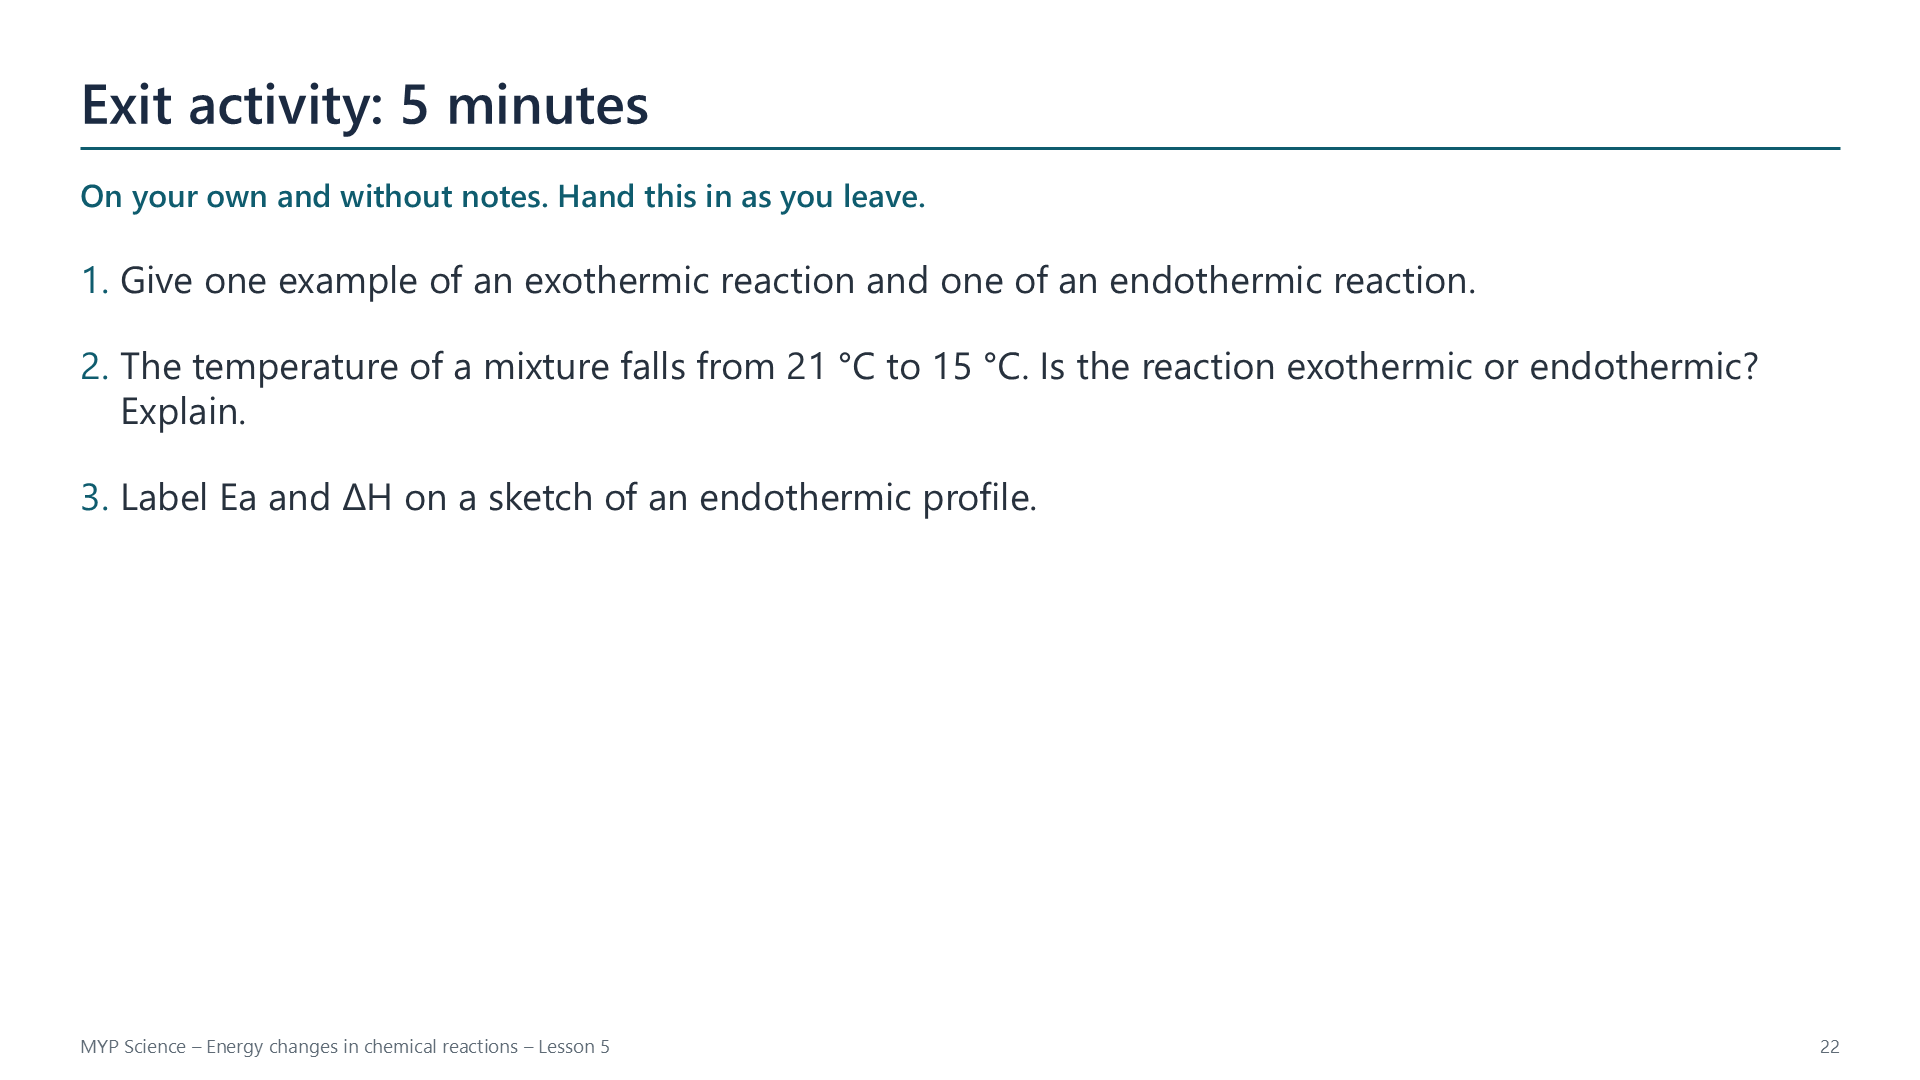 Exit activity: 5 minutes
On your own and without notes. Hand this in as you leave.
1. Give one example of an exothermic reaction and one of an endothermic reaction.
2. The temperature of a mixture falls from 21 °C to 15 °C. Is the reaction exothermic or endothermic?
Explain.
3. Label Ea and ΔH on a sketch of an endothermic profile.
MYP Science – Energy changes in chemical reactions – Lesson 5
22